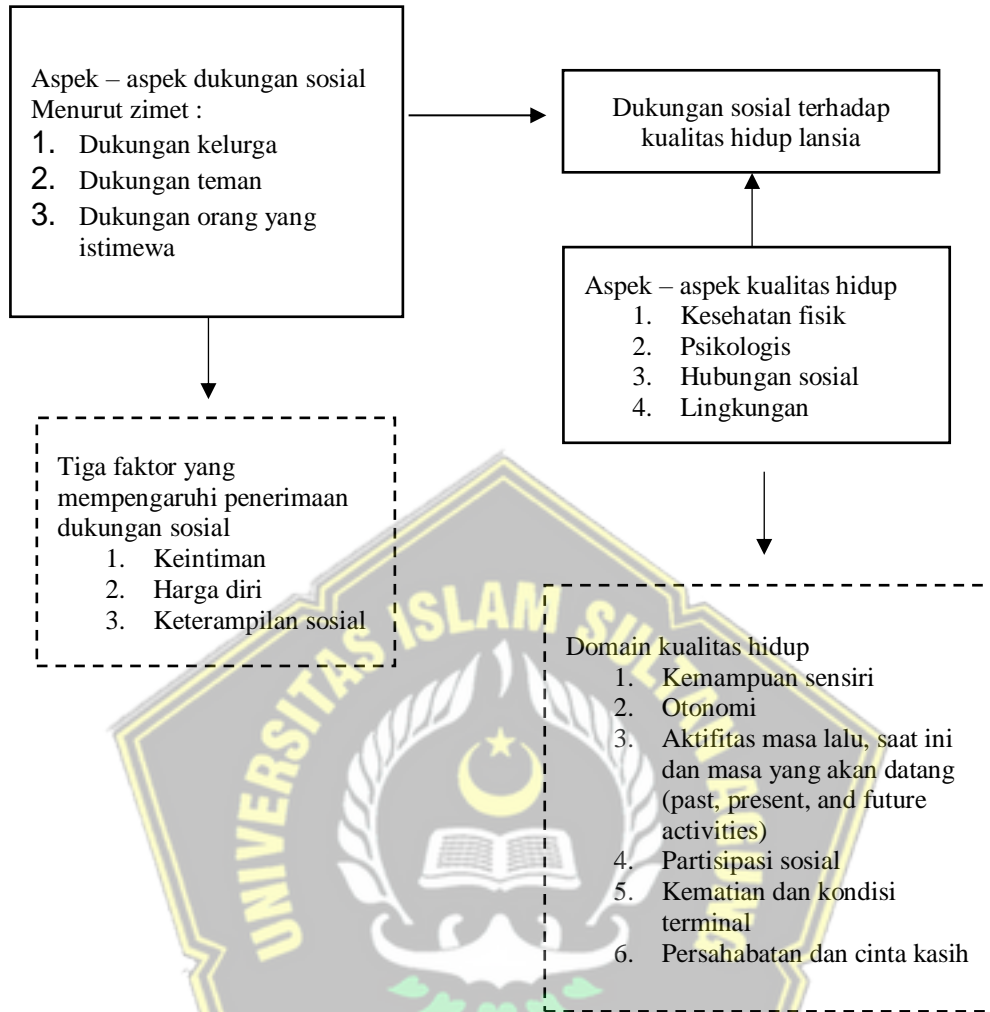 Aspek – aspek dukungan sosial
Menurut zimet :
1. Dukungan kelurga
2. Dukungan teman
3. Dukungan orang yang
istimewa
Dukungan sosial terhadap
kualitas hidup lansia
Aspek – aspek kualitas hidup
1. Kesehatan fisik
2. Psikologis
3. Hubungan sosial
4. Lingkungan
Tiga faktor yang
mempengaruhi penerimaan
dukungan sosial
1. Keintiman
2. Harga diri
3. Keterampilan sosial
Domain kualitas hidup
1. Kemampuan sensiri
2. Otonomi
3. Aktifitas masa lalu, saat ini
dan masa yang akan datang
(past, present, and future
activities)
4. Partisipasi sosial
5. Kematian dan kondisi
terminal
6. Persahabatan dan cinta kasih
UNIVERSITAS ISLAM SULTAN AGUNG